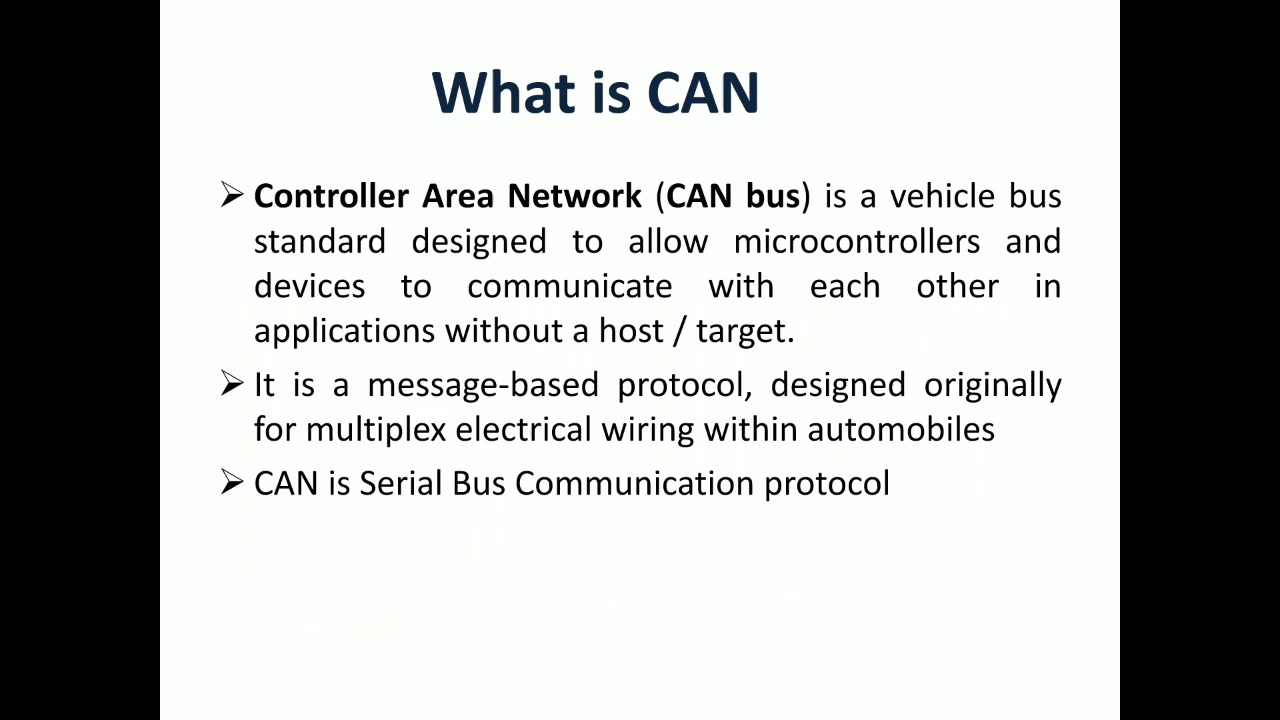 What is CAN
➢ Controller Area Network (CAN bus) is a vehicle bus
standard designed to allow microcontrollers and
devices to communicate with each other in
applications without a host / target.
➢ It is a message-based protocol, designed originally
for multiplex electrical wiring within automobiles
➢ CAN is Serial Bus Communication protocol